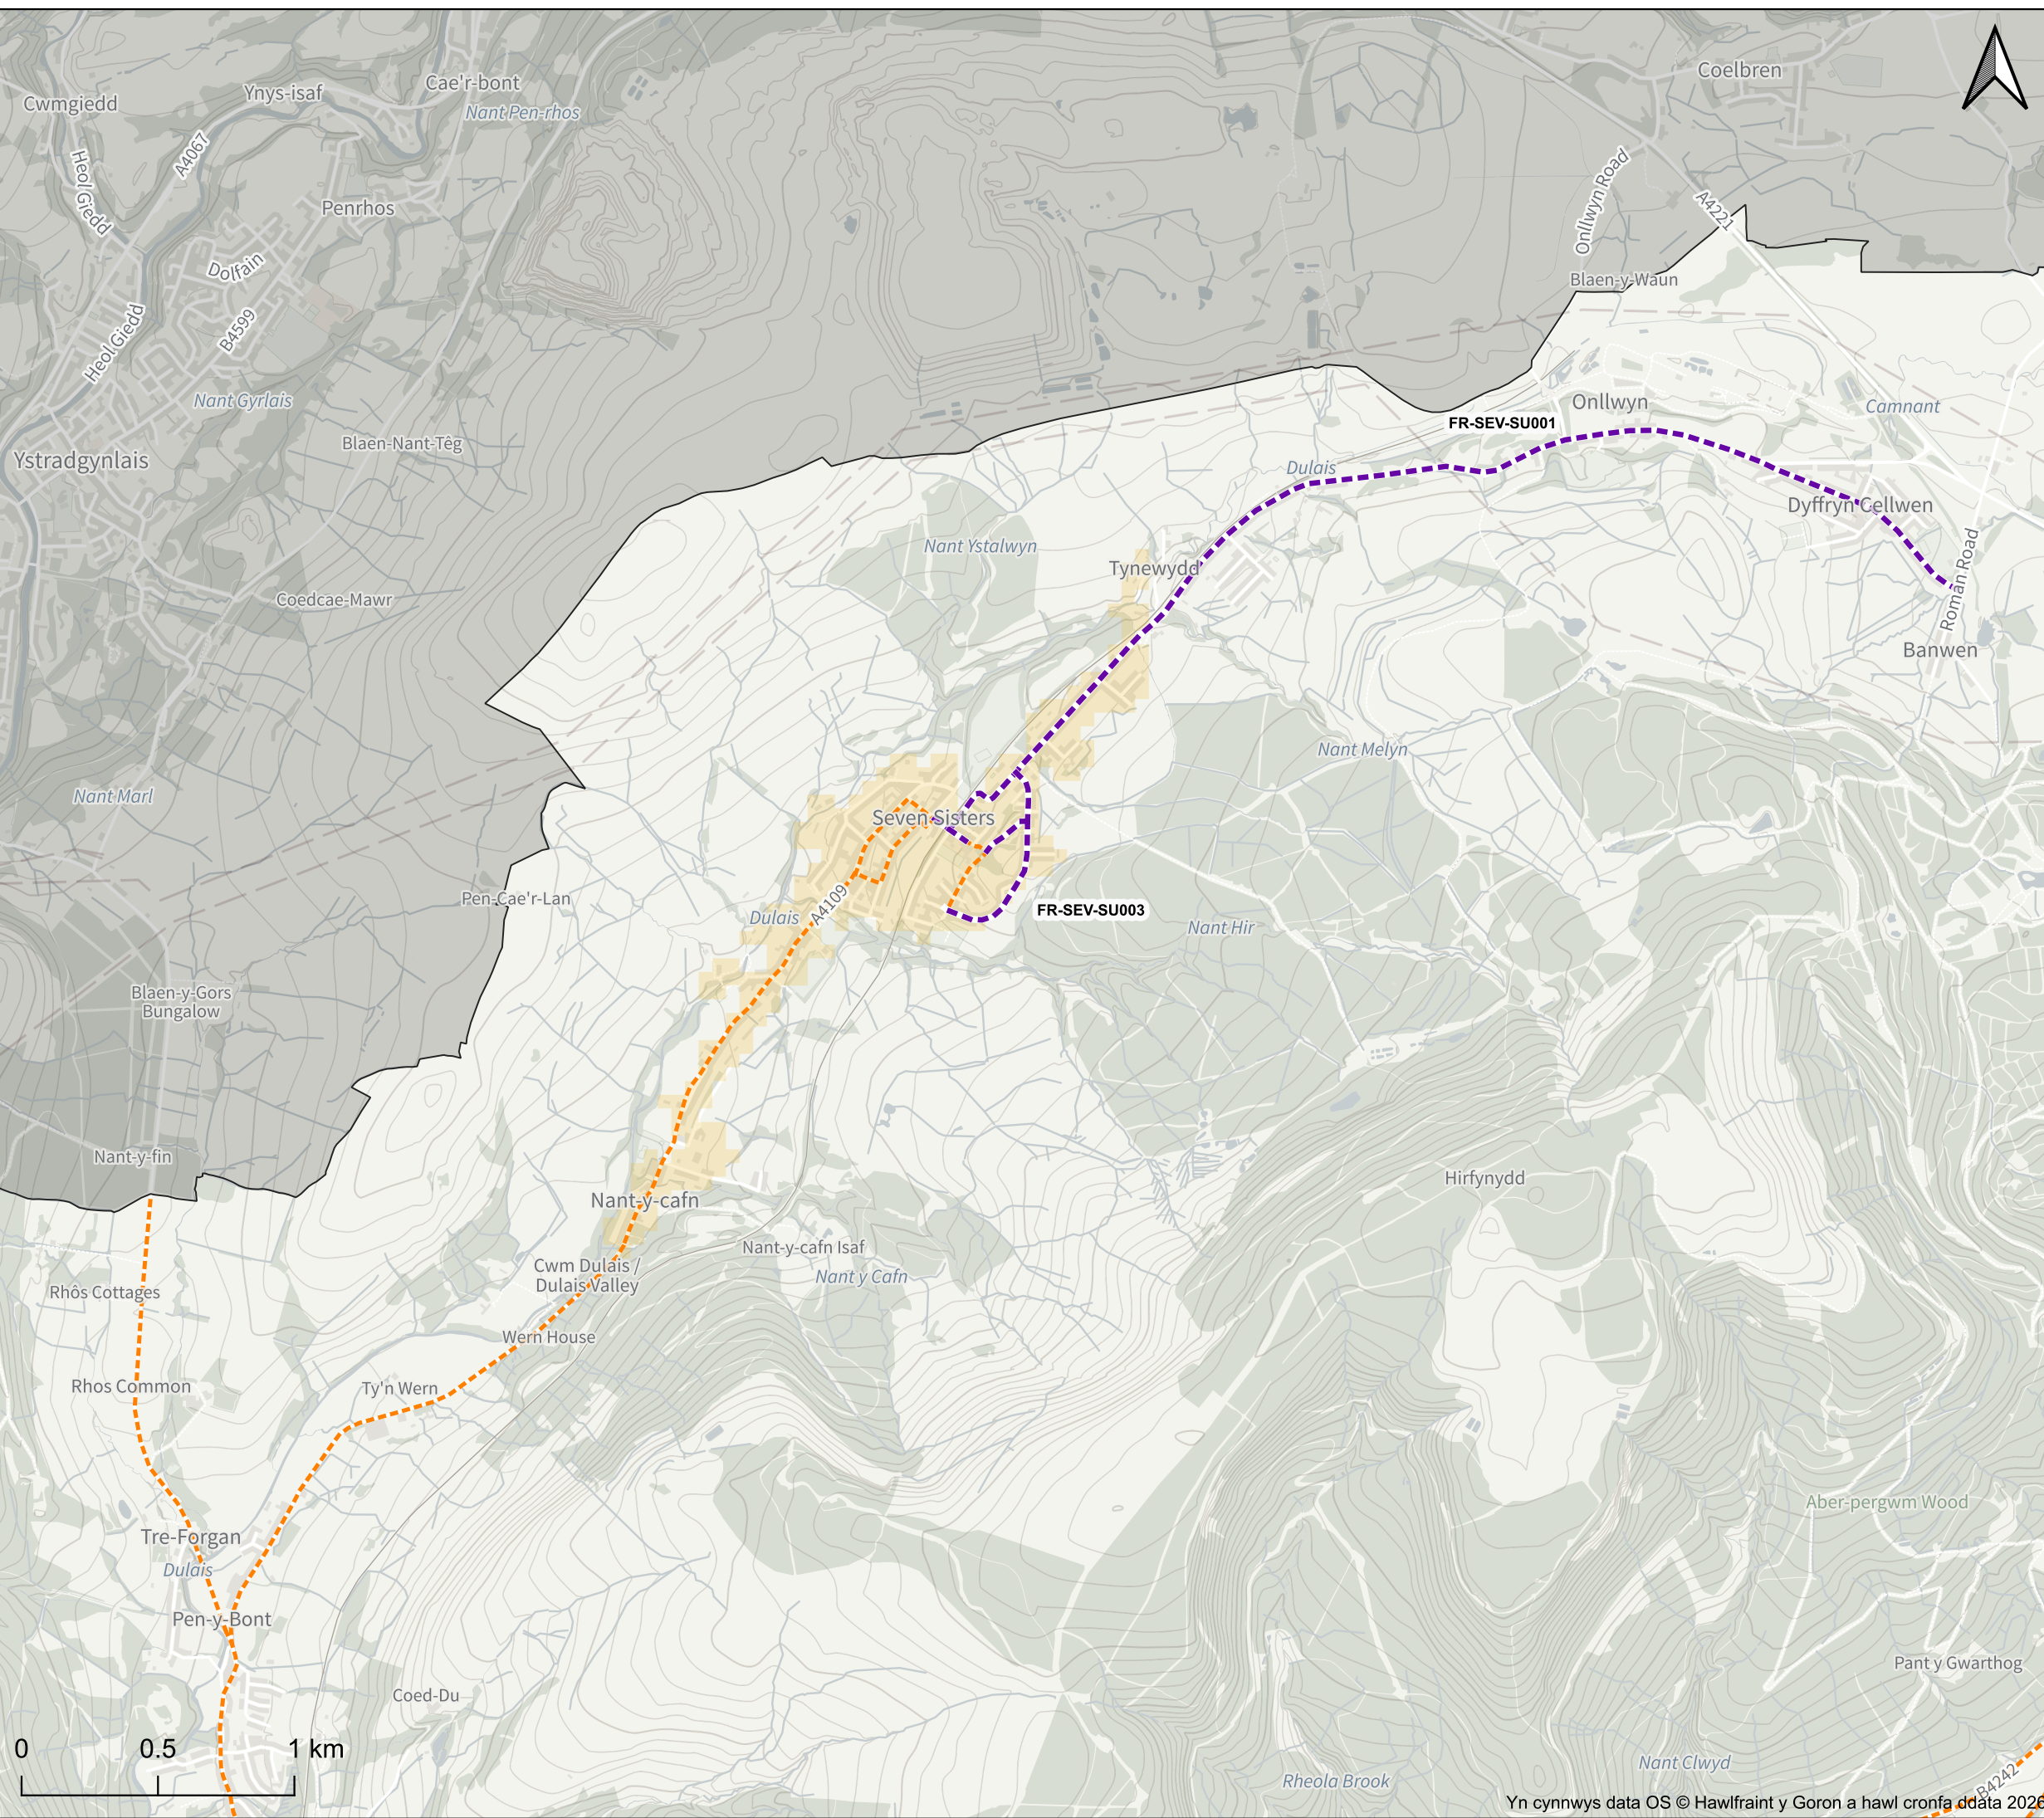 Cwmgiedd
Ynys-isaf
Cae'r-bont
Nant Pen-rhos
Coelbren
A4067
Heol Giedd
Penrhos
Onllwyn Road
A4221
Dolfain
B4599
Heol Giedd
Blaen-y-Waun
Nant Gyrlais
Onllwyn
Camnant
FR-SEV-SU001
Blaen-Nant-Têg
Ystradgynlais
Dulais
Dyffryn Cellwen
Nant Ystalwyn
Tynewydd
Roman Road
Coedcae-Mawr
Banwen
Nant Melyn
Nant Marl
Seven Sisters
Pen-Cae'r-Lan
A4109
Dulais
FR-SEV-SU003
Nant Hir
Blaen-y-Gors
Bungalow
Nant-y-fin
Hirfynydd
Nant-y-cafn
Nant-y-cafn Isaf
Cwm Dulais /
Dulais Valley
Nant y Cafn
Rhôs Cottages
Wern House
Rhos Common
Ty'n Wern
Aber-pergwm Wood
Tre-Forgan
Dulais
Pen-y-Bont
Pant y Gwarthog
Coed-Du
0 0.5 1 km
Nant Clwyd
Rheola Brook
B4242
Yn cynnwys data OS © Hawlfraint y Goron a hawl cronfa ddata 2026